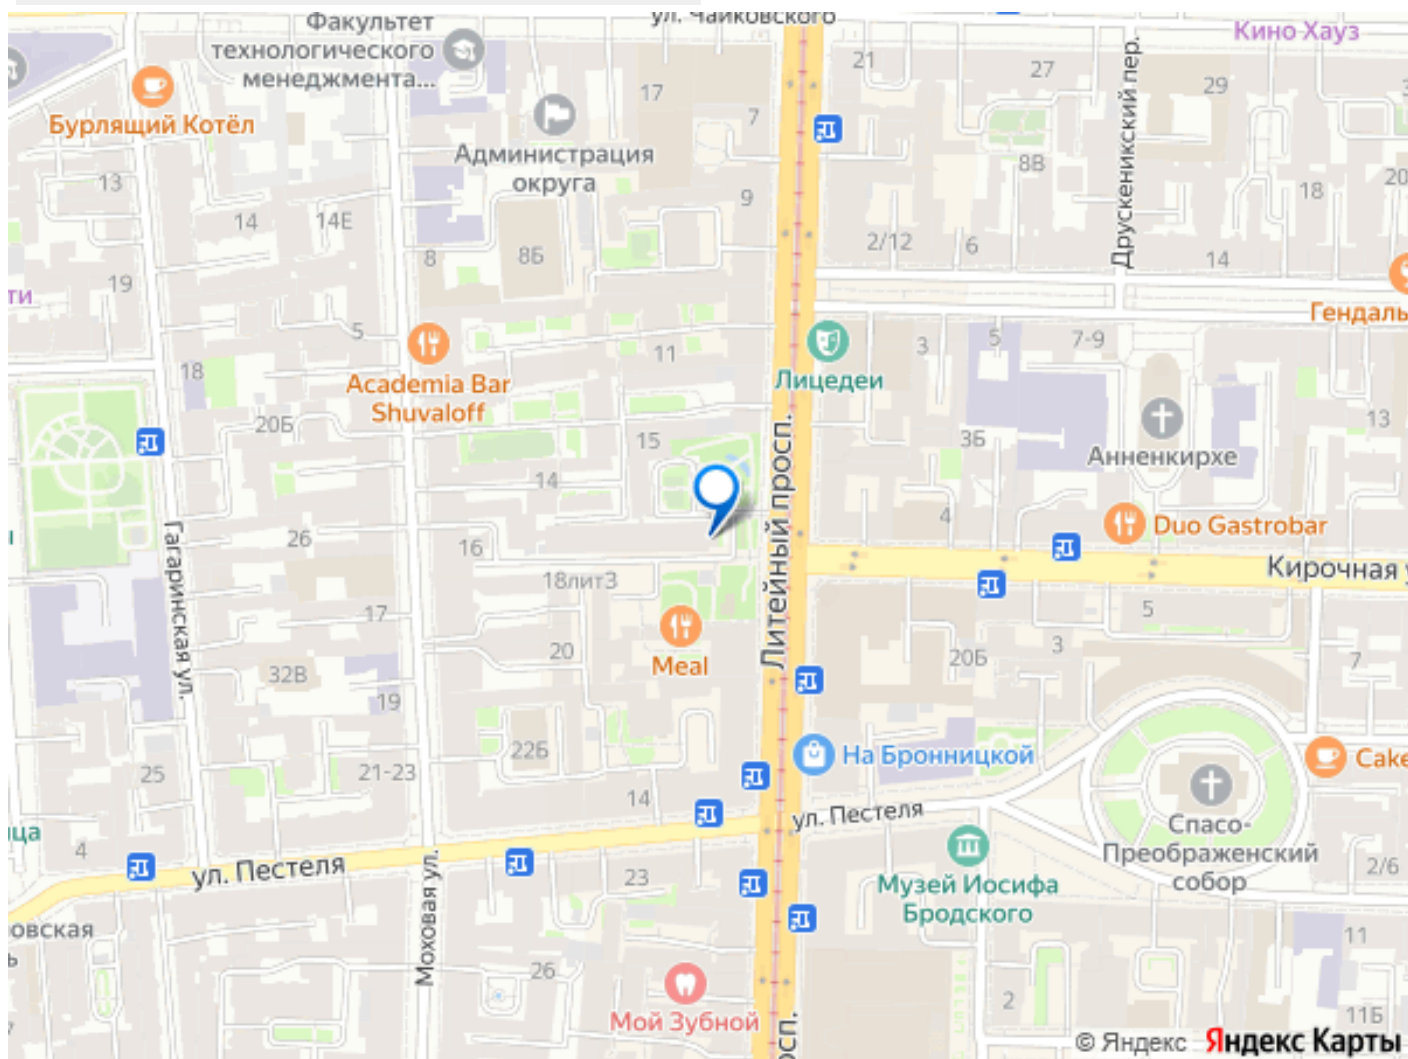 ул. Чайковского
Факультет
технологического
менеджмента...
Кино Хауз
21
27
29
17
7
Друскеникский пер.
Бурлящий Котёл
Администрация
округа
8В
13
14
14Е
9
18
20
8
8Б
2/12
6
14
19
ти
5
Гендаль
11
3
5
7-9
18
Лицедеи
Academia Bar
Shuvaloff
20Б
15
3Б
13
Анненкирхе
14
Литейный просп.
4
Duo Gastrobar
Гагаринская ул.
26
16
Кирочная у
18лит3
17
5
20
3
20Б
7
Meal
32В
19
22Б
На Бронницкой
Cake
25
21-23
14
ул. Пестеля
Спасо-
Преображенский
собор
ца
4
ул. Пестеля
2/6
Моховая ул.
23
Музей Иосифа
Бродского
овская
11
26
2
Мой Зубной
11Б
осп.
© Яндекс Яндекс Карты